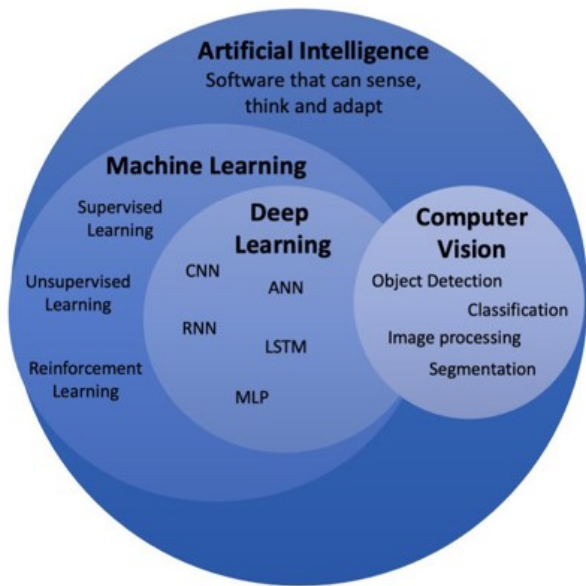 Artificial Intelligence
Software that can sense,
think and adapt
Machine Learning
Supervised
Learning
Unsupervised
Learning
Reinforcement
Learning
Deep
Learning
CNN
ANN
RNN
LSTM
MLP
Computer
Vision
Object Detection
Classification
Image processing
Segmentation